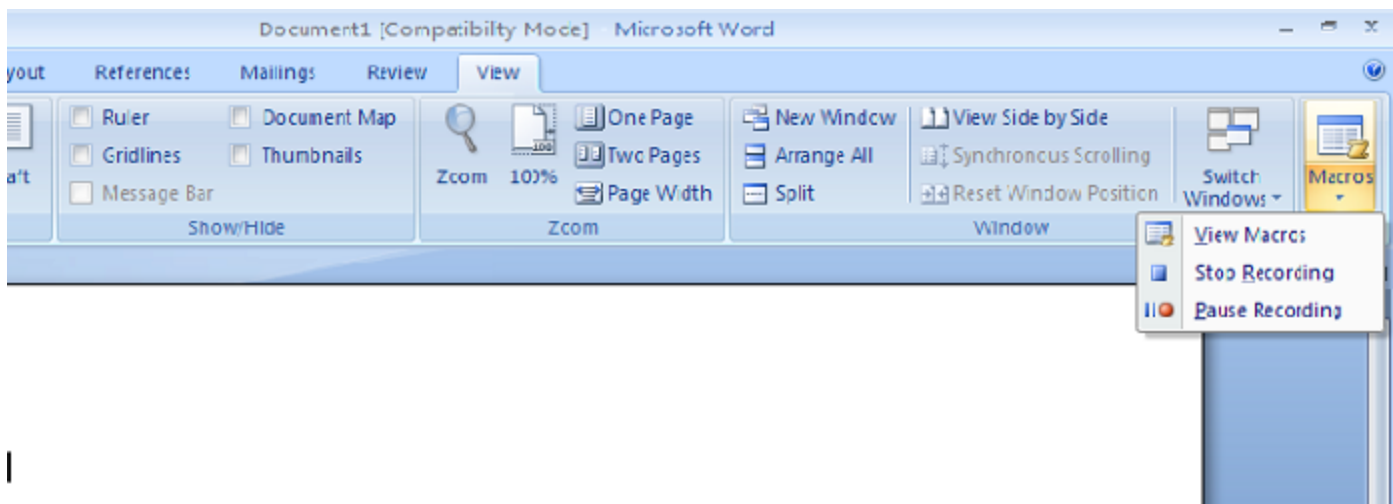 Document1 [Compatibilty Mode] - Microsoft Word
yout References Mailings Review View
Ruler Document Map One Page New Window View Side by Side
Gridlines Thumbnails Two Pages Arrange All Synchronous Scrolling
Message Bar Zoom 100% Page Width Split Reset Window Position Switch Windows Macros
Show/Hide Zoom Window
View Macros
Stop Recording
Pause Recording